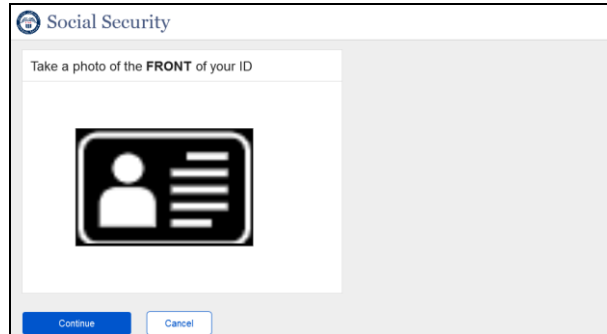 Social Security
Take a photo of the FRONT of your ID
Continue
Cancel